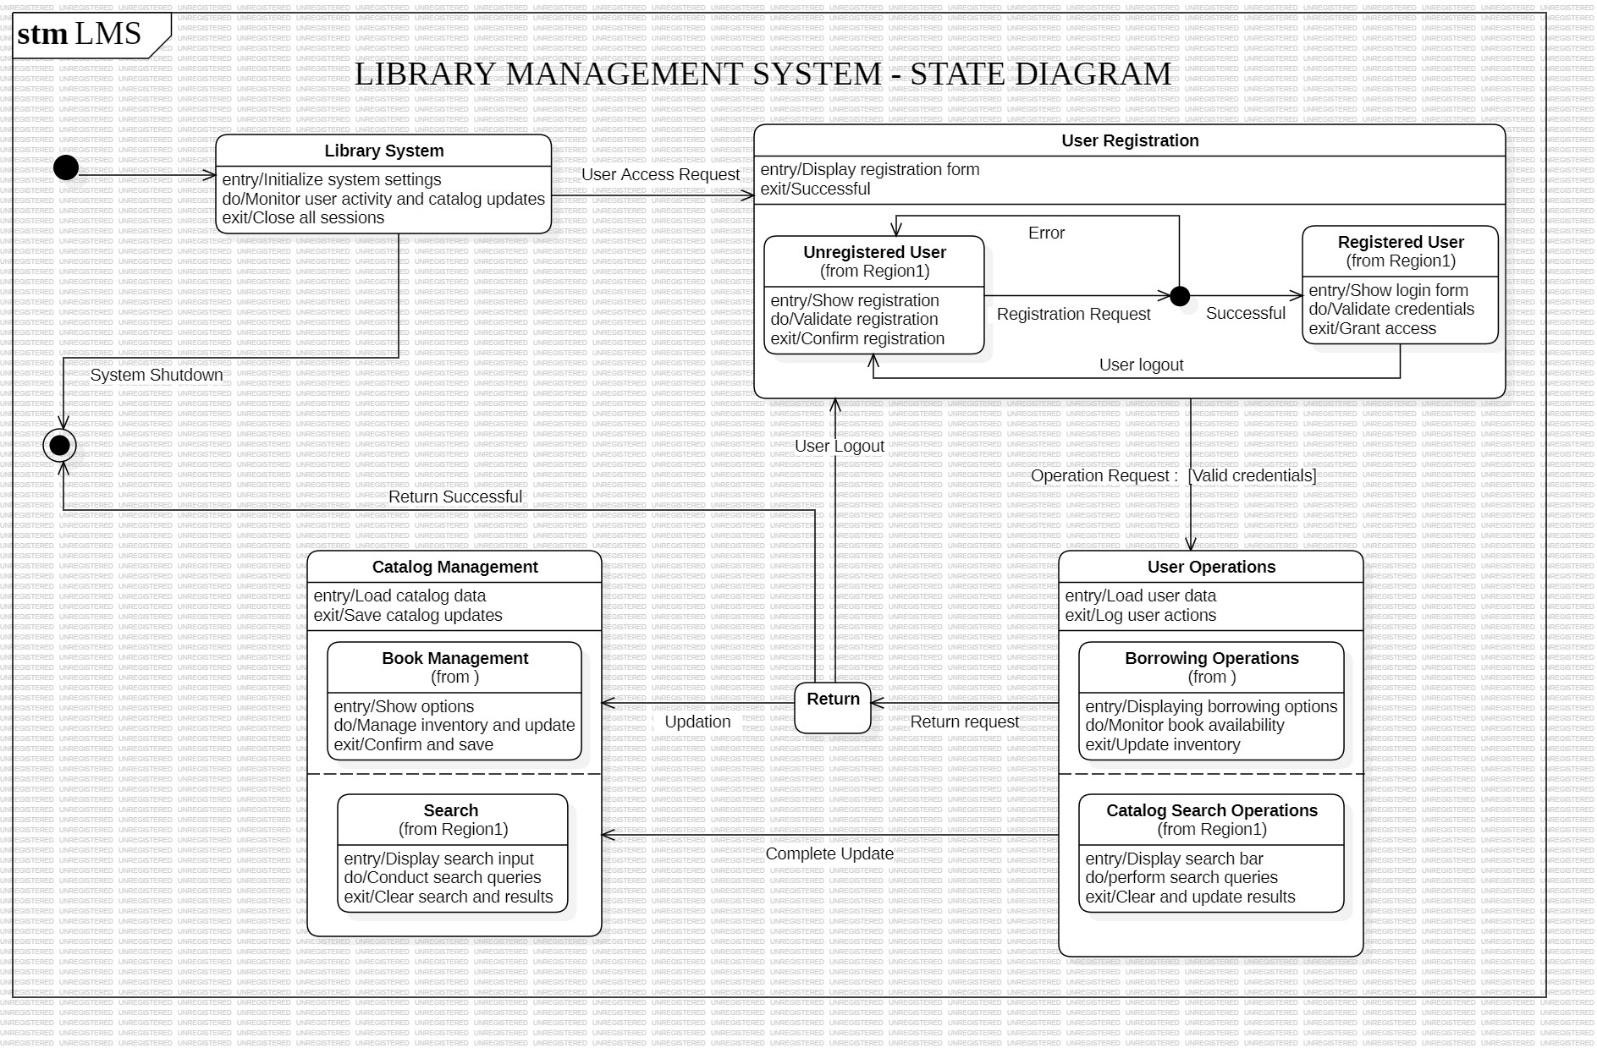 stm LMS
LIBRARY MANAGEMENT SYSTEM - STATE DIAGRAM
Library System
entry/Initialize system settings
do/Monitor user activity and catalog updates
exit/Close all sessions
User Access Request
User Registration
entry/Display registration form
exit/Successful
Unregistered User
(from Region1)
entry/Show registration
do/Validate registration
exit/Confirm registration
Error
Registration Request
Successful
Registered User
(from Region1)
entry/Show login form
do/Validate credentials
exit/Grant access
User logout
System Shutdown
User Logout
Operation Request : [Valid credentials]
Return Successful
Catalog Management
entry/Load catalog data
exit/Save catalog updates
Book Management
(from )
entry/Show options
do/Manage inventory and update
exit/Confirm and save
Search
(from Region1)
entry/Display search input
do/Conduct search queries
exit/Clear search and results
Updation
Return
Return request
Complete Update
User Operations
entry/Load user data
exit/Log user actions
Borrowing Operations
(from )
entry/Displaying borrowing options
do/Monitor book availability
exit/Update inventory
Catalog Search Operations
(from Region1)
entry/Display search bar
do/perform search queries
exit/Clear and update results
UNREGISTERED